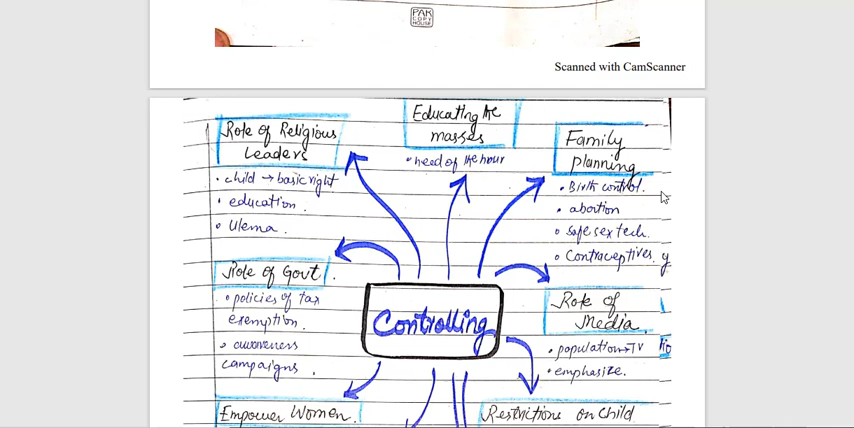 PAK
COPY
HOUSE
Scanned with CamScanner
Educating the
masses
• need of the hour
Role of Religious
Leaders
• child → basic right
• education.
• Ulema.
Family
planning
• Birth control.
• abortion
• safe sex tech.
• Contraceptives.
Role of Govt
• policies of tax
exemption.
• awareness
campaigns.
Controlling
Role of
Media
• population → TV
• emphasize.
Empower Women.
Restrictions on Child